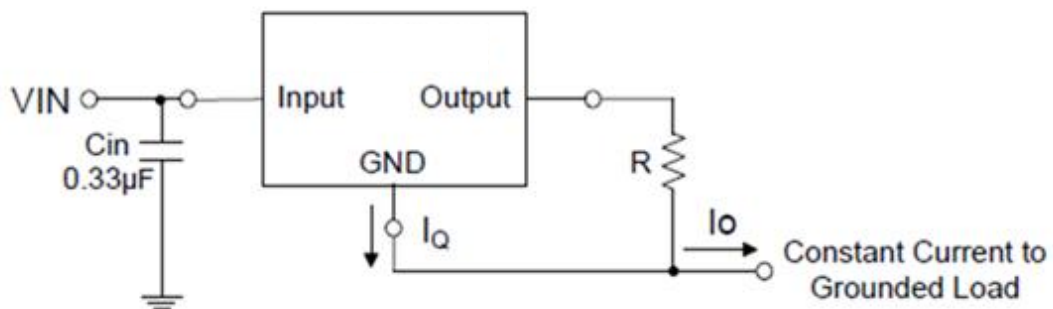 VIN
Input
Output
Cin
0.33µF
GND
R
IQ
Io
Constant Current to
Grounded Load